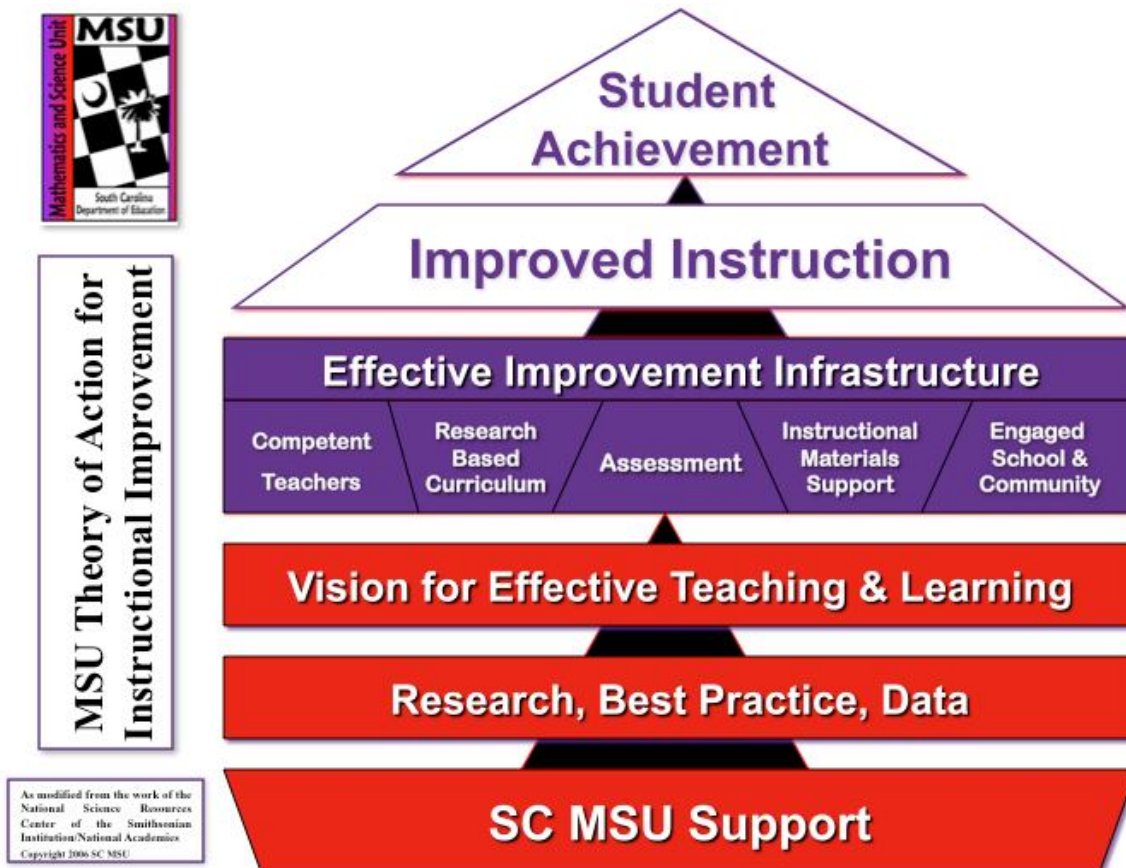 MSU
Mathematics and Science Unit
South Carolina
Department of Education
MSU Theory of Action for
Instructional Improvement
As modified from the work of the
National Science Resources
Center of the Smithsonian
Institution/National Academies
Copyright 2006 SC MSU
Student
Achievement
Improved Instruction
Effective Improvement Infrastructure
Competent
Teachers
Research
Based
Curriculum
Assessment
Instructional
Materials
Support
Engaged
School &
Community
Vision for Effective Teaching & Learning
Research, Best Practice, Data
SC MSU Support